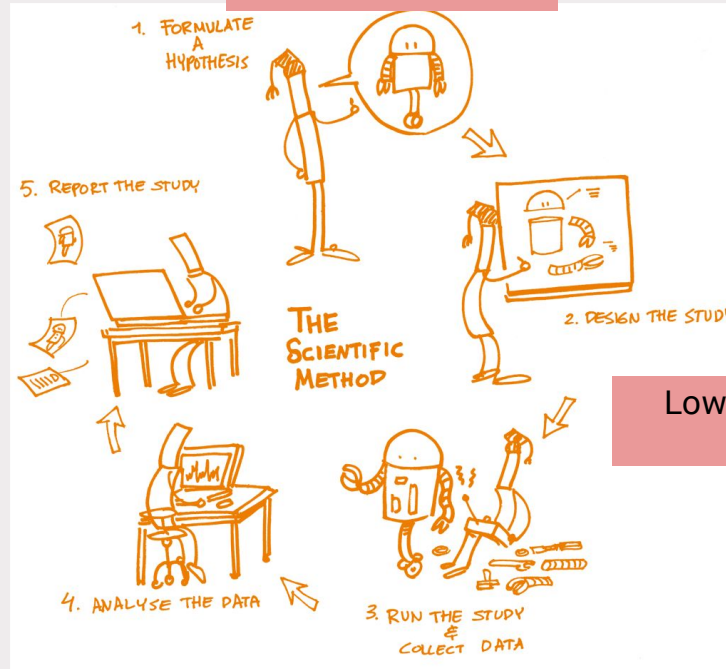 1. FORMULATE
A
HYPOTHESIS
5. REPORT THE STUDY
THE
SCIENTIFIC
METHOD
2. DESIGN THE STUDY
Low
4. ANALYSE THE DATA
3. RUN THE STUDY
&
COLLECT DATA